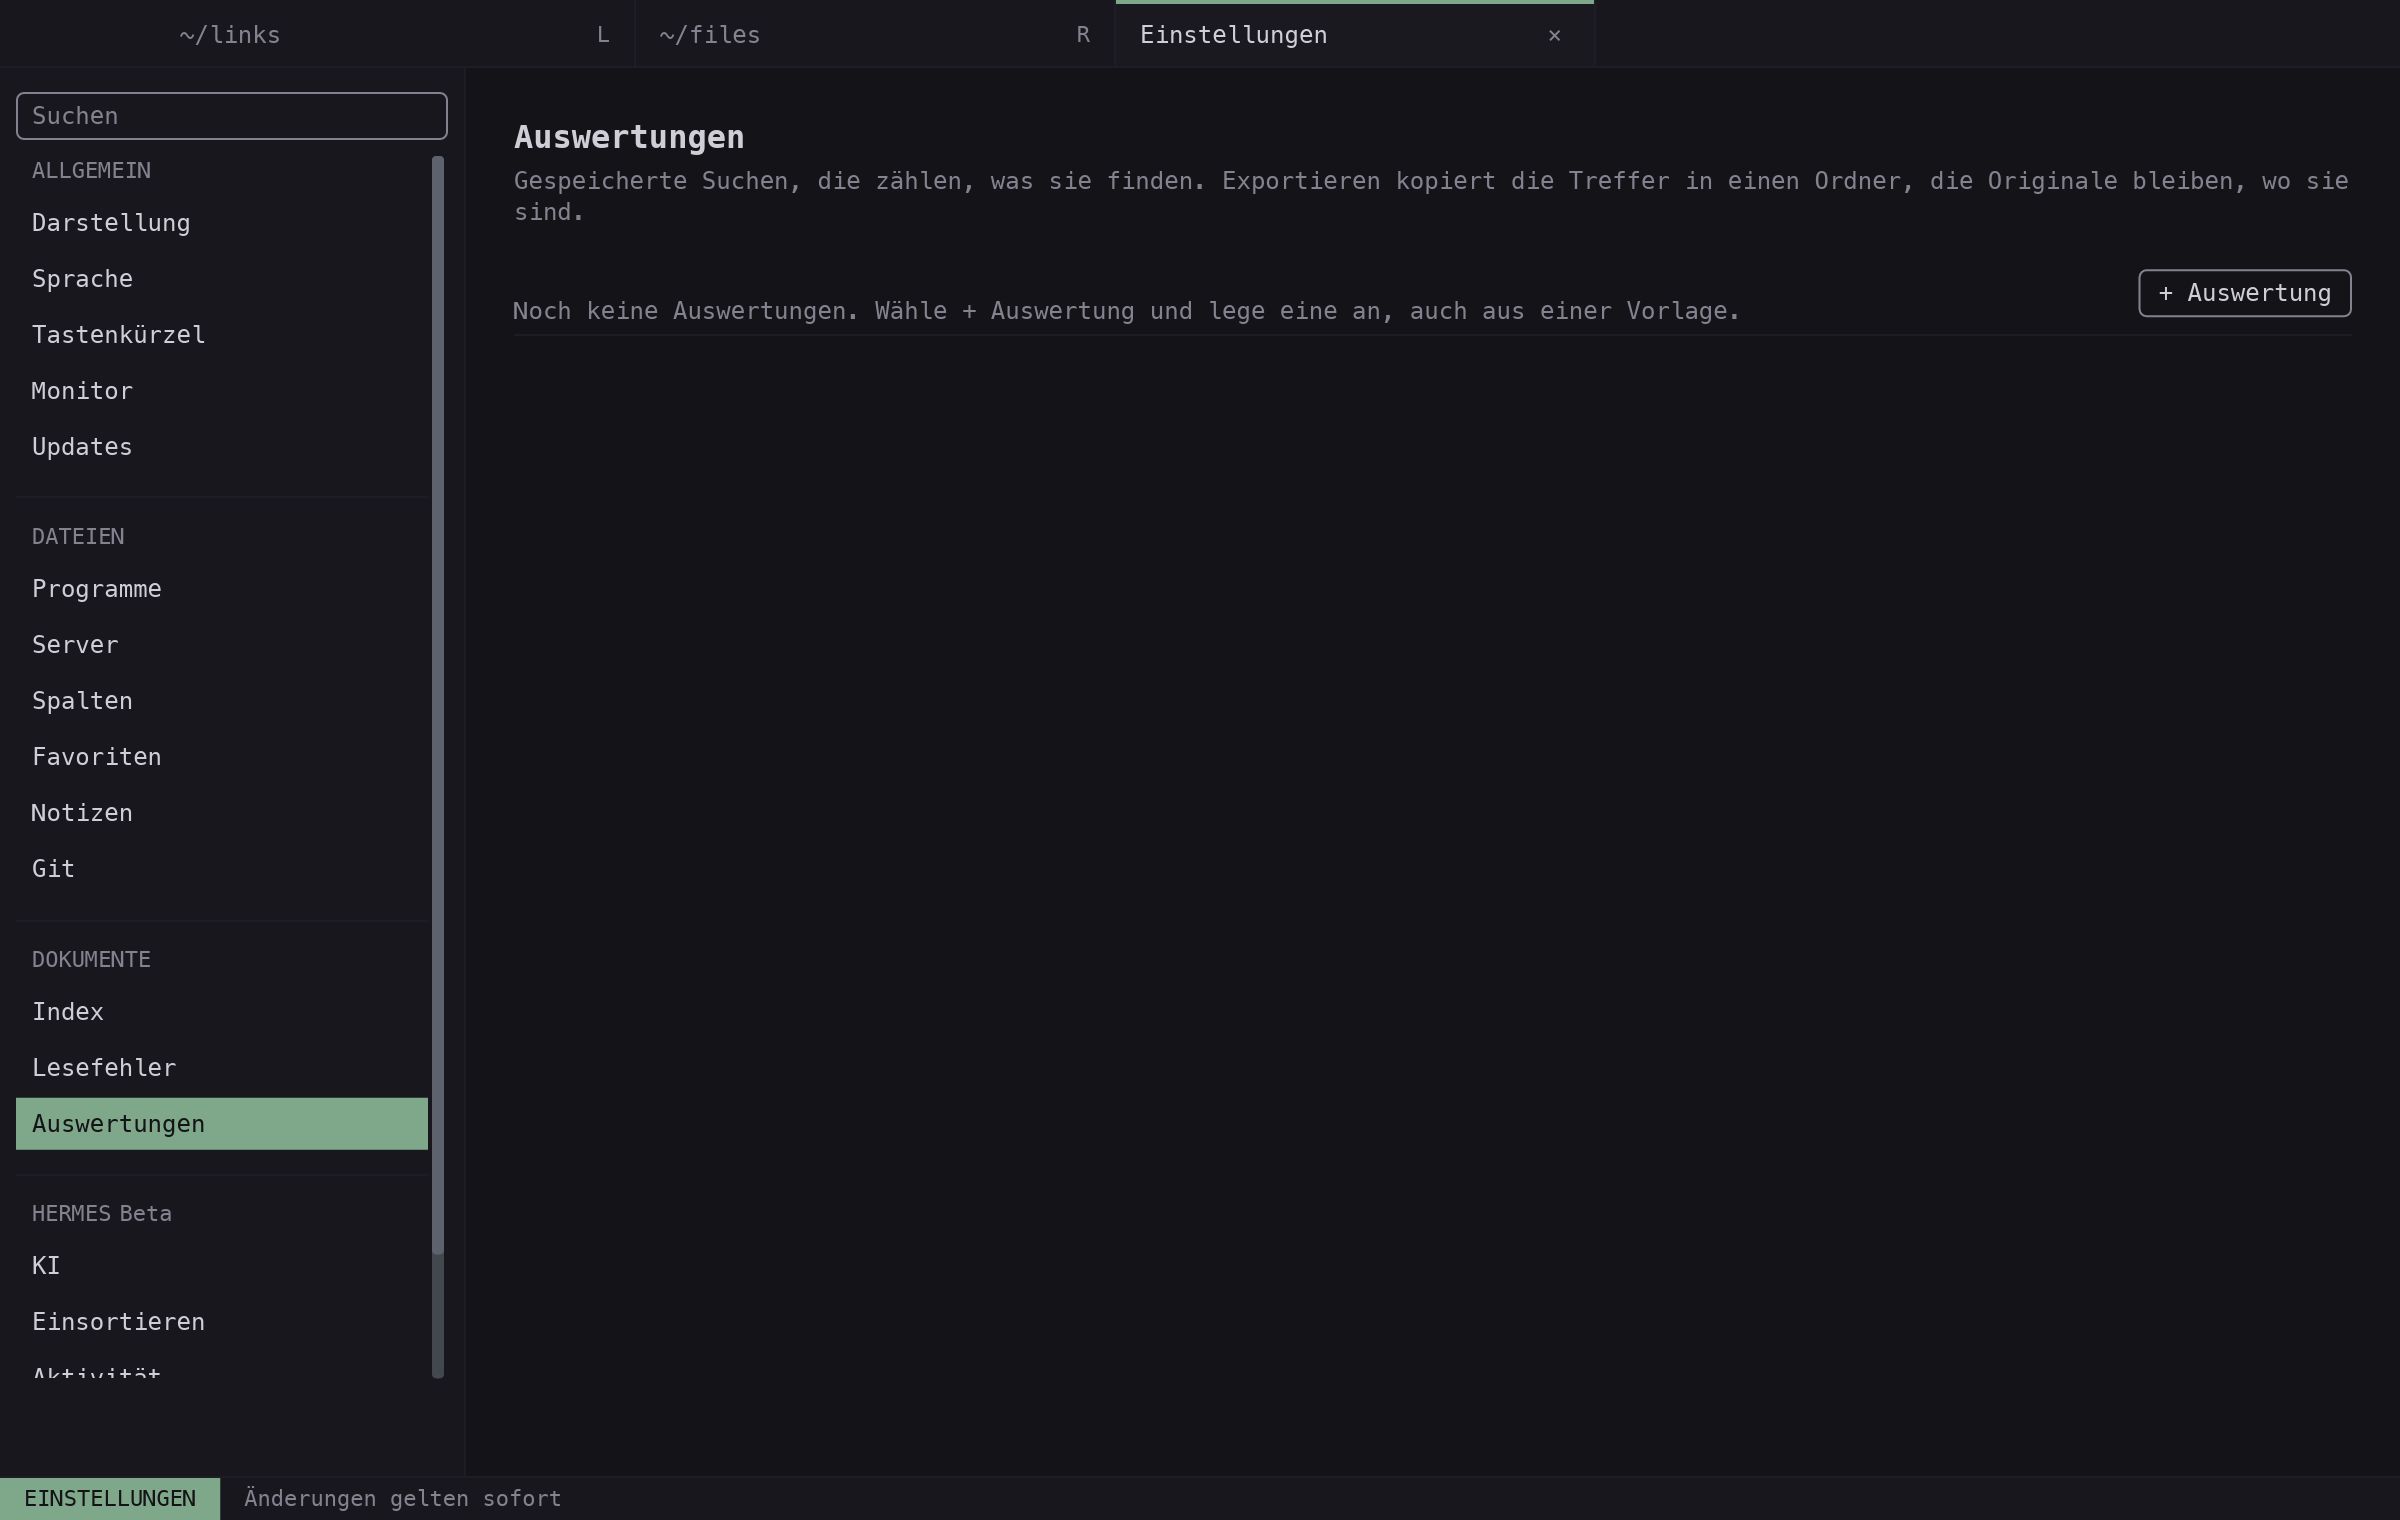 ~/links L ~/files R Einstellungen ×
Suchen
ALLGEMEIN
Darstellung
Sprache
Tastenkürzel
Monitor
Updates
DATEIEN
Programme
Server
Spalten
Favoriten
Notizen
Git
DOKUMENTE
Index
Lesefehler
Auswertungen
HERMES Beta
KI
Einsortieren
Aktivität
Auswertungen
Gespeicherte Suchen, die zählen, was sie finden. Exportieren kopiert die Treffer in einen Ordner, die Originale bleiben, wo sie
sind.
+ Auswertung
Noch keine Auswertungen. Wähle + Auswertung und lege eine an, auch aus einer Vorlage.
EINSTELLUNGEN Änderungen gelten sofort